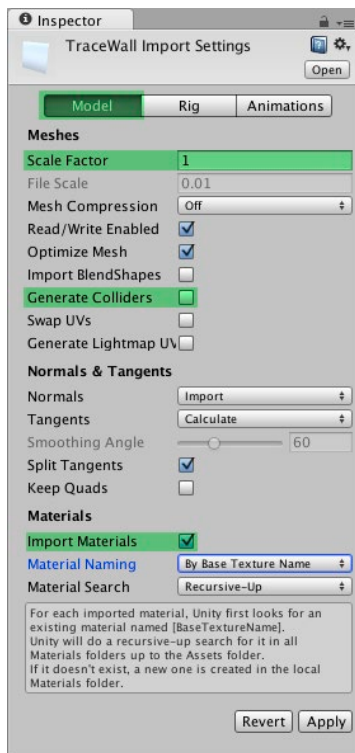 Inspector
TraceWall Import Settings
Open
Model Rig Animations
Meshes
Scale Factor 1
File Scale 0.01
Mesh Compression Off
Read/Write Enabled
Optimize Mesh
Import BlendShapes
Generate Colliders
Swap UVs
Generate Lightmap UV
Normals & Tangents
Normals Import
Tangents Calculate
Smoothing Angle 60
Split Tangents
Keep Quads
Materials
Import Materials
Material Naming By Base Texture Name
Material Search Recursive-Up
For each imported material, Unity first looks for an
existing material named [BaseTextureName].
Unity will do a recursive-up search for it in all
Materials folders up to the Assets folder.
If it doesn't exist, a new one is created in the local
Materials folder.
Revert Apply